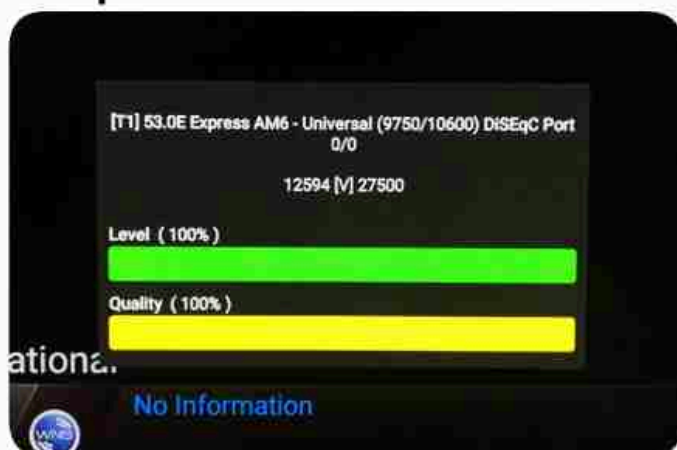 [T1] 53.0E Express AM6 - Universal (9750/10600) DiSEqC Port
0/0
12594 [V] 27500
Level ( 100% )
Quality ( 100% )
ationa
No Information